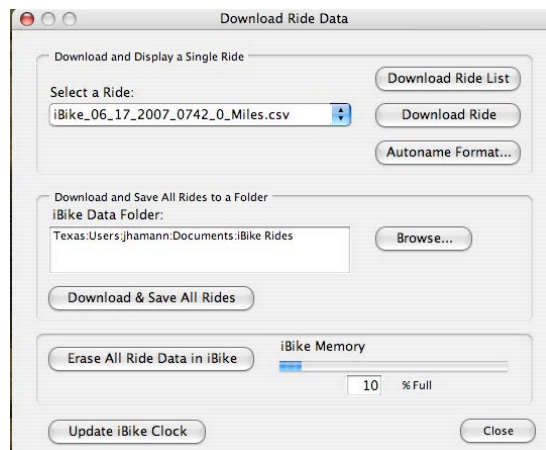 Download Ride Data
Download and Display a Single Ride
Select a Ride:
iBike_06_17_2007_0742_0_Miles.csv
Download Ride List
Download Ride
Autoname Format...
Download and Save All Rides to a Folder
iBike Data Folder:
Texas:Users:jhamann:Documents:iBike Rides
Browse...
Download & Save All Rides
Erase All Ride Data in iBike
iBike Memory
10 % Full
Update iBike Clock
Close